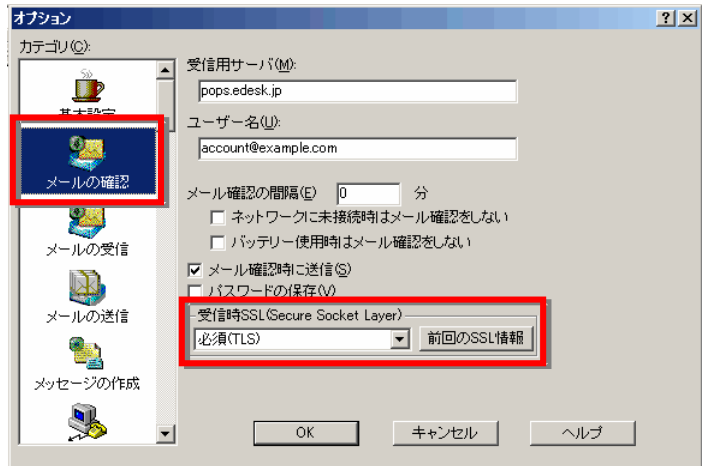 オプション
カテゴリ(C):
基本設定
メールの確認
メールの受信
メールの送信
メッセージの作成
受信用サーバ(M):
pops.edesk.jp
ユーザー名(U):
account@example.com
メール確認の間隔(E) 0 分
ネットワークに未接続時はメール確認をしない
バッテリー使用時はメール確認をしない
メール確認時に送信(S)
パスワードの保存(V)
受信時SSL(Secure Socket Layer)
必須(TLS) 前回のSSL情報
OK キャンセル ヘルプ